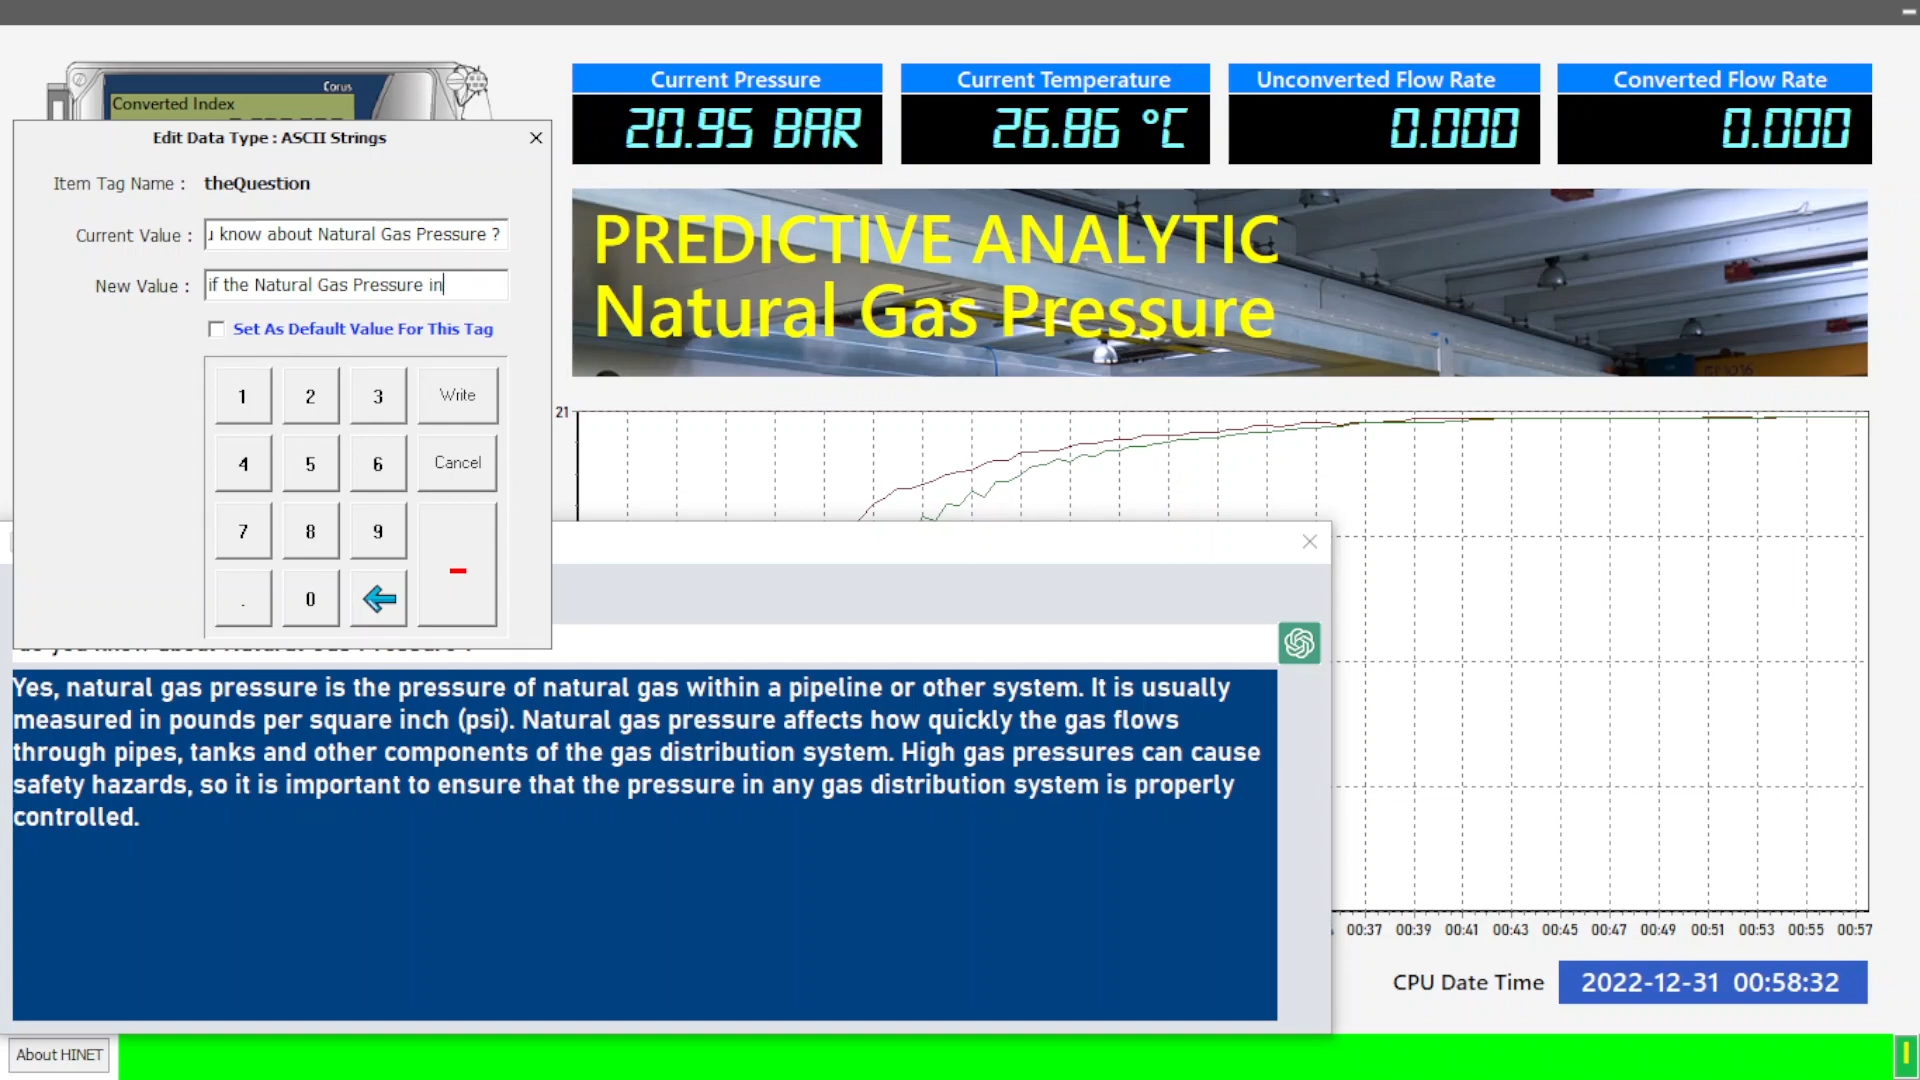 Corus
Converted Index
Current Pressure
20.95 BAR
Current Temperature
26.86 °C
Unconverted Flow Rate
0.000
Converted Flow Rate
0.000
Edit Data Type : ASCII Strings
Item Tag Name :
theQuestion
Current Value :
know about Natural Gas Pressure ?
New Value :
if the Natural Gas Pressure in
Set As Default Value For This Tag
1
2
3
Write
4
5
6
Cancel
7
8
9
-
.
0
PREDICTIVE ANALYTIC
Natural Gas Pressure
21
Yes, natural gas pressure is the pressure of natural gas within a pipeline or other system. It is usually
measured in pounds per square inch (psi). Natural gas pressure affects how quickly the gas flows
through pipes, tanks and other components of the gas distribution system. High gas pressures can cause
safety hazards, so it is important to ensure that the pressure in any gas distribution system is properly
controlled.
00:37 00:39 00:41 00:43 00:45 00:47 00:49 00:51 00:53 00:55 00:57
CPU Date Time
2022-12-31 00:58:32
About HINET